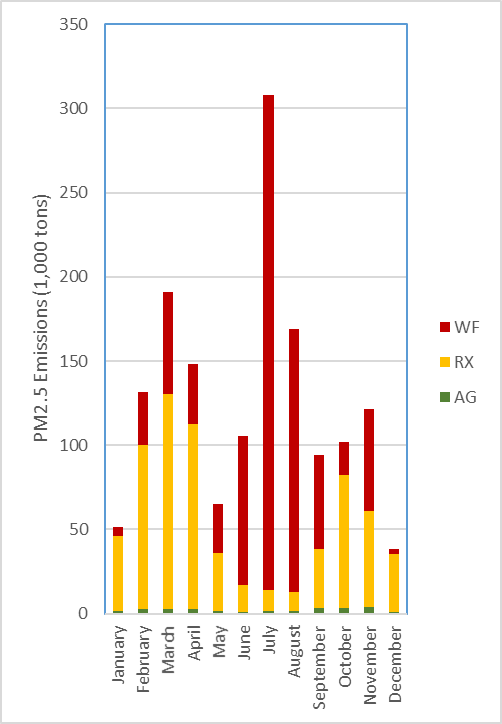 350
300
250
200
150
100
50
0
PM2.5 Emissions (1,000 tons)
January
February
March
April
May
June
July
August
September
October
November
December
WF
RX
AG